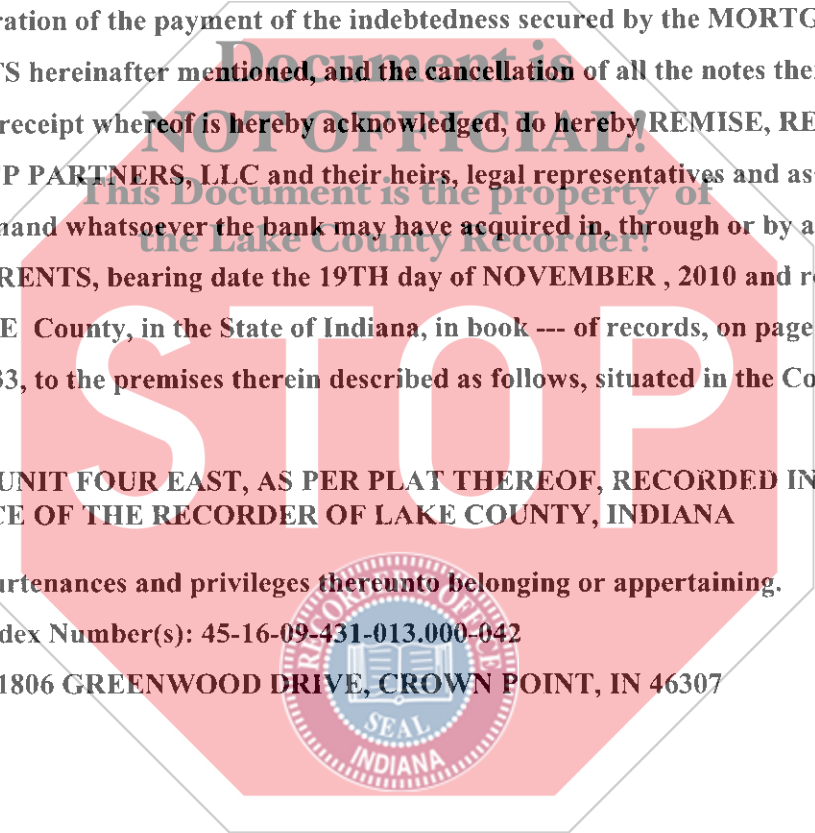 ration of the payment of the indebtedness secured by the MORTG
Document is
TS hereinafter mentioned, and the cancellation of all the notes the
NOT OFFICIAL!
receipt whereof is hereby acknowledged, do hereby REMISE, RE
P PARTNERS, LLC and their heirs, legal representatives and as
This Document is the property of
mand whatsoever the bank may have acquired in, through or by a
the Lake County Recorder!
RENTS, bearing date the 19TH day of NOVEMBER , 2010 and r
E County, in the State of Indiana, in book --- of records, on page
33, to the premises therein described as follows, situated in the Co
STOP
UNIT FOUR EAST, AS PER PLAT THEREOF, RECORDED IN
CE OF THE RECORDER OF LAKE COUNTY, INDIANA
urtenances and privileges thereunto belonging or appertaining.
dex Number(s): 45-16-09-431-013.000-042
1806 GREENWOOD DRIVE, CROWN POINT, IN 46307
RECORDER'S OFFICE
SEAL
INDIANA